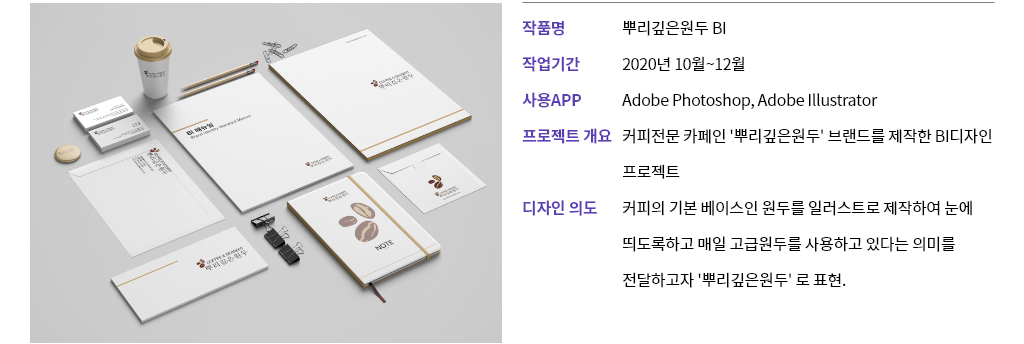 작품명 뿌리깊은원두 BI
작업기간 2020년 10월~12월
사용APP Adobe Photoshop, Adobe Illustrator
프로젝트 개요 커피전문 카페인 '뿌리깊은원두' 브랜드를 제작한 BI디자인
프로젝트
디자인 의도 커피의 기본 베이스인 원두를 일러스트로 제작하여 눈에
띄도록하고 매일 고급원두를 사용하고 있다는 의미를
전달하고자 '뿌리깊은원두' 로 표현.
BI 매뉴얼
Brand Identity Standard Manual
뿌리깊은원두
뿌리깊은원두
NOTE